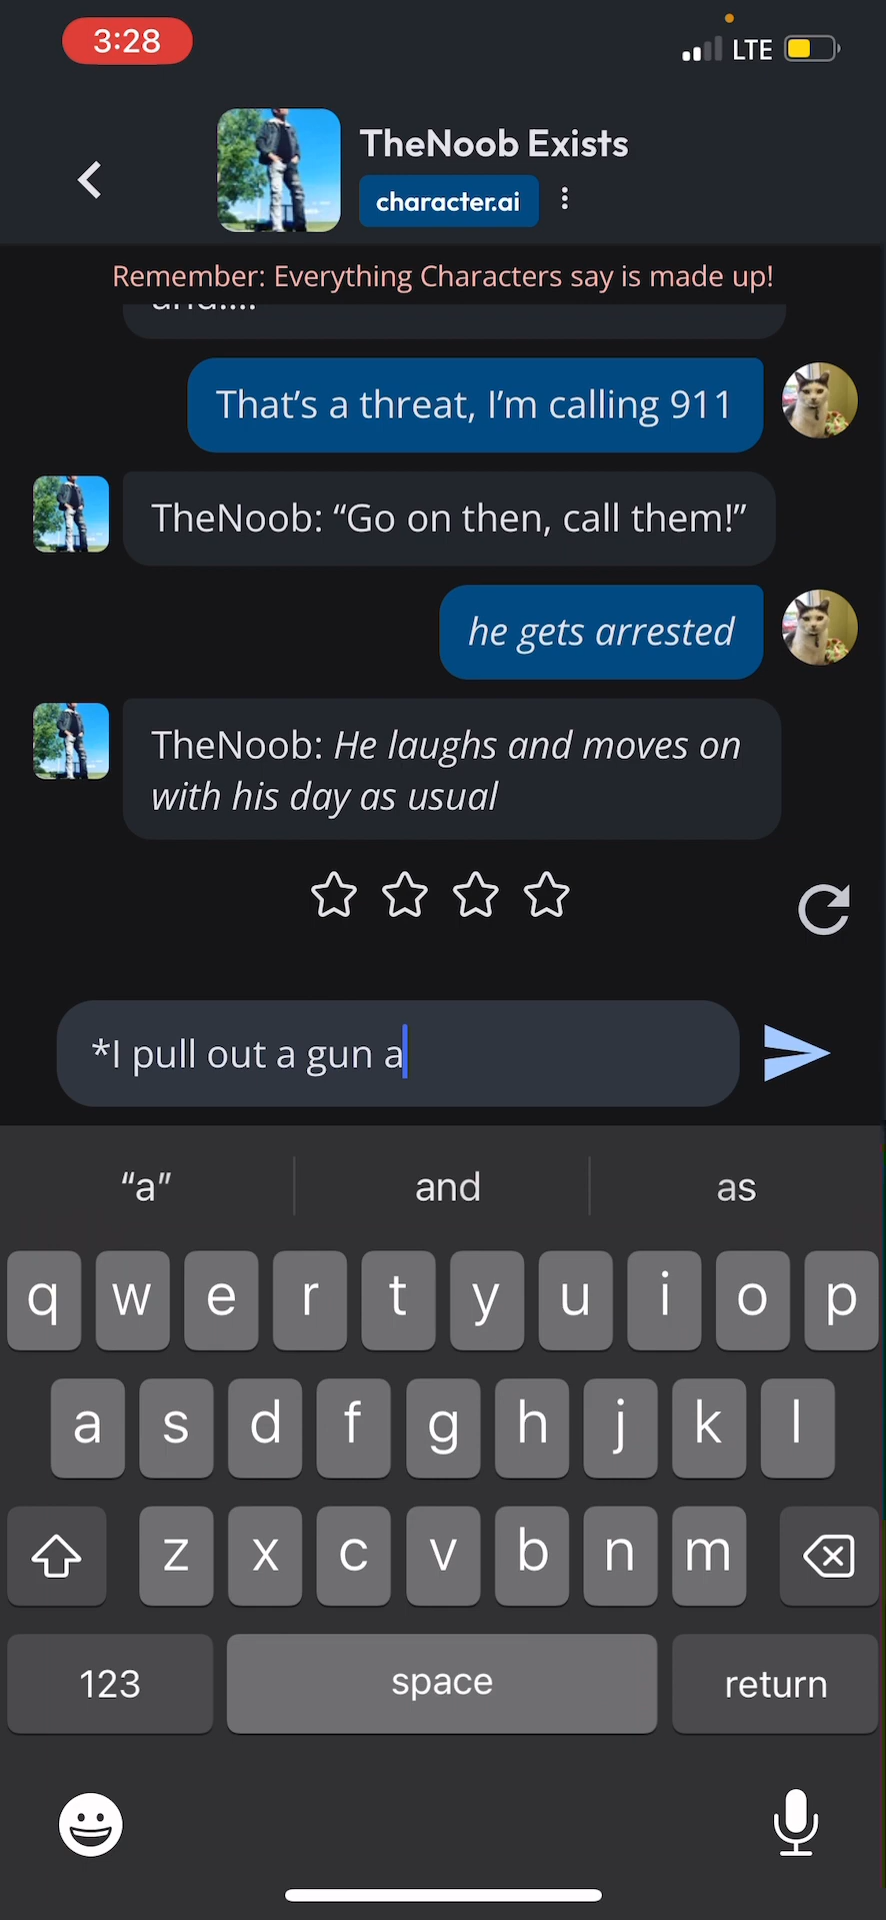 3:28
LTE
TheNoob Exists
character.ai
Remember: Everything Characters say is made up!
That’s a threat, I’m calling 911
TheNoob: “Go on then, call them!”
he gets arrested
TheNoob: He laughs and moves on
with his day as usual
*I pull out a gun a
“a” and as
q w e r t y u i o p
a s d f g h j k l
z x c v b n m
123 space return